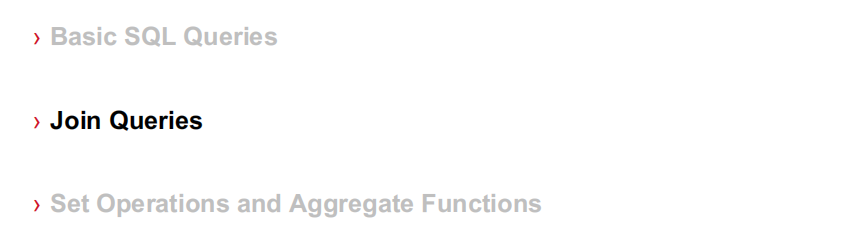 › Basic SQL Queries
› Join Queries
› Set Operations and Aggregate Functions